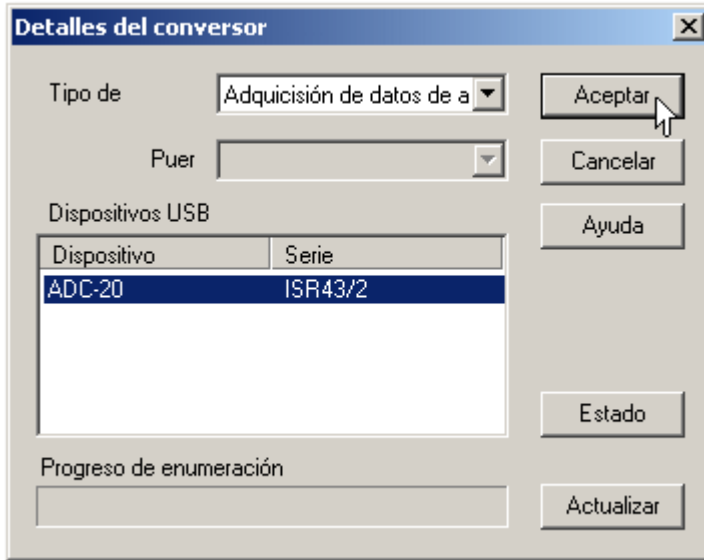 Detalles del conversor
Tipo de
Adquicisión de datos de a
Aceptar
Puer
Cancelar
Dispositivos USB
Ayuda
Dispositivo Serie
ADC-20 ISR43/2
Estado
Progreso de enumeración
Actualizar